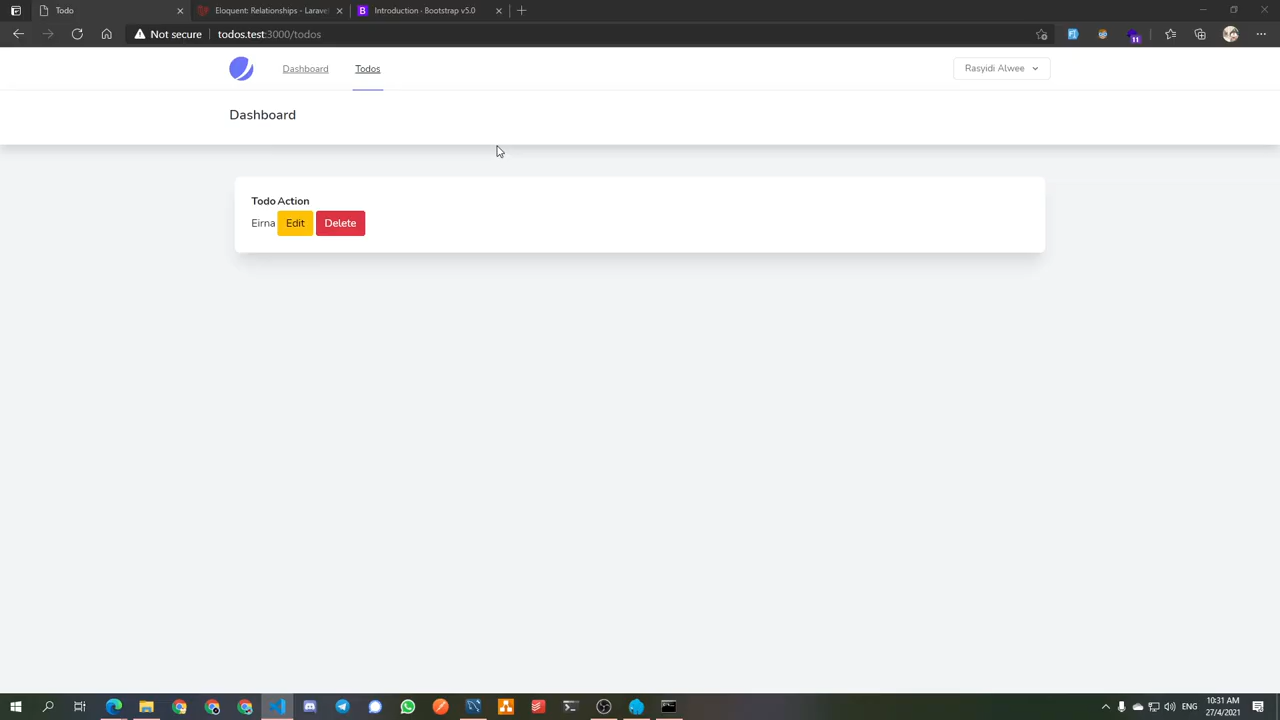 Todo
Eloquent: Relationships - Laravel
B Introduction · Bootstrap v5.0
Not secure todos.test:3000/todos
11
Dashboard Todos Rasyidi Alwee
Dashboard
Todo Action
Eirna Edit Delete
ENG
10:31 AM
27/4/2021